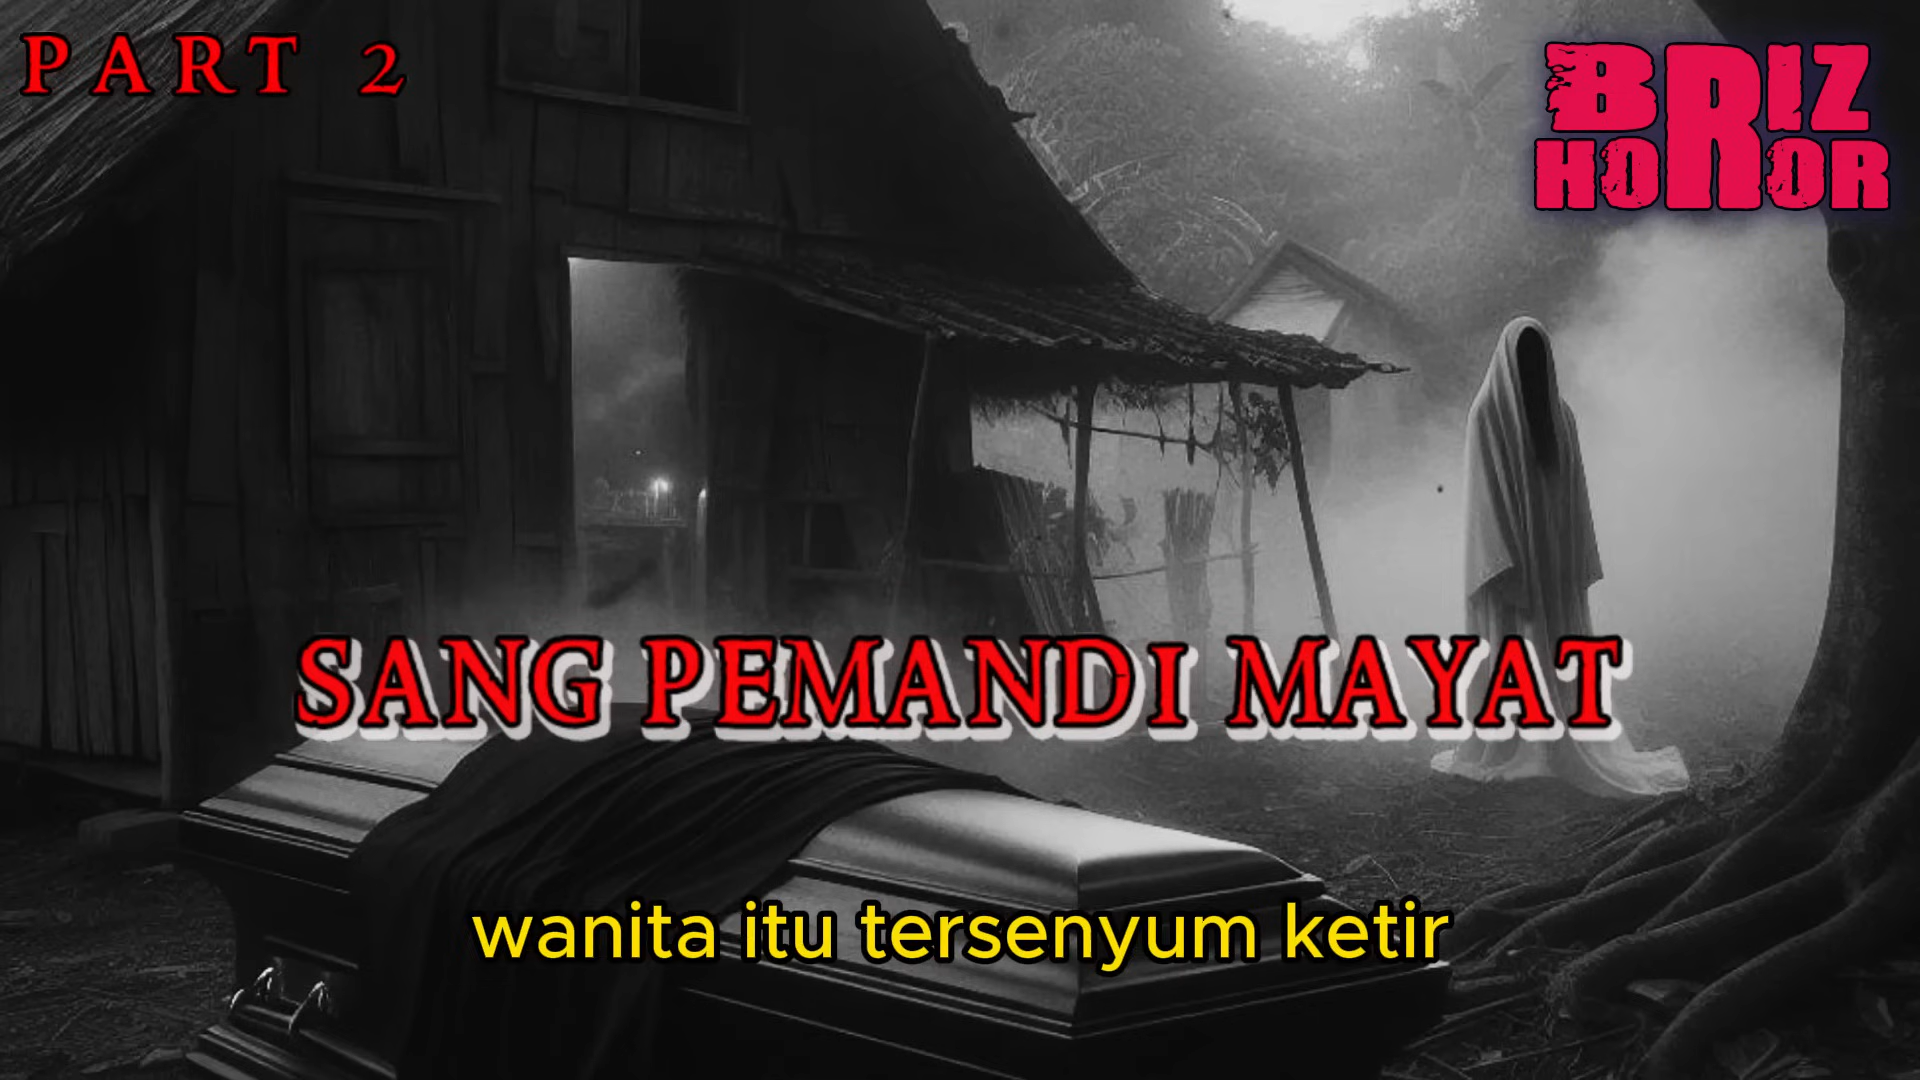 PART 2
BRIZ
HORROR
SANG PEMANDI MAYAT
wanita itu tersenyum ketir